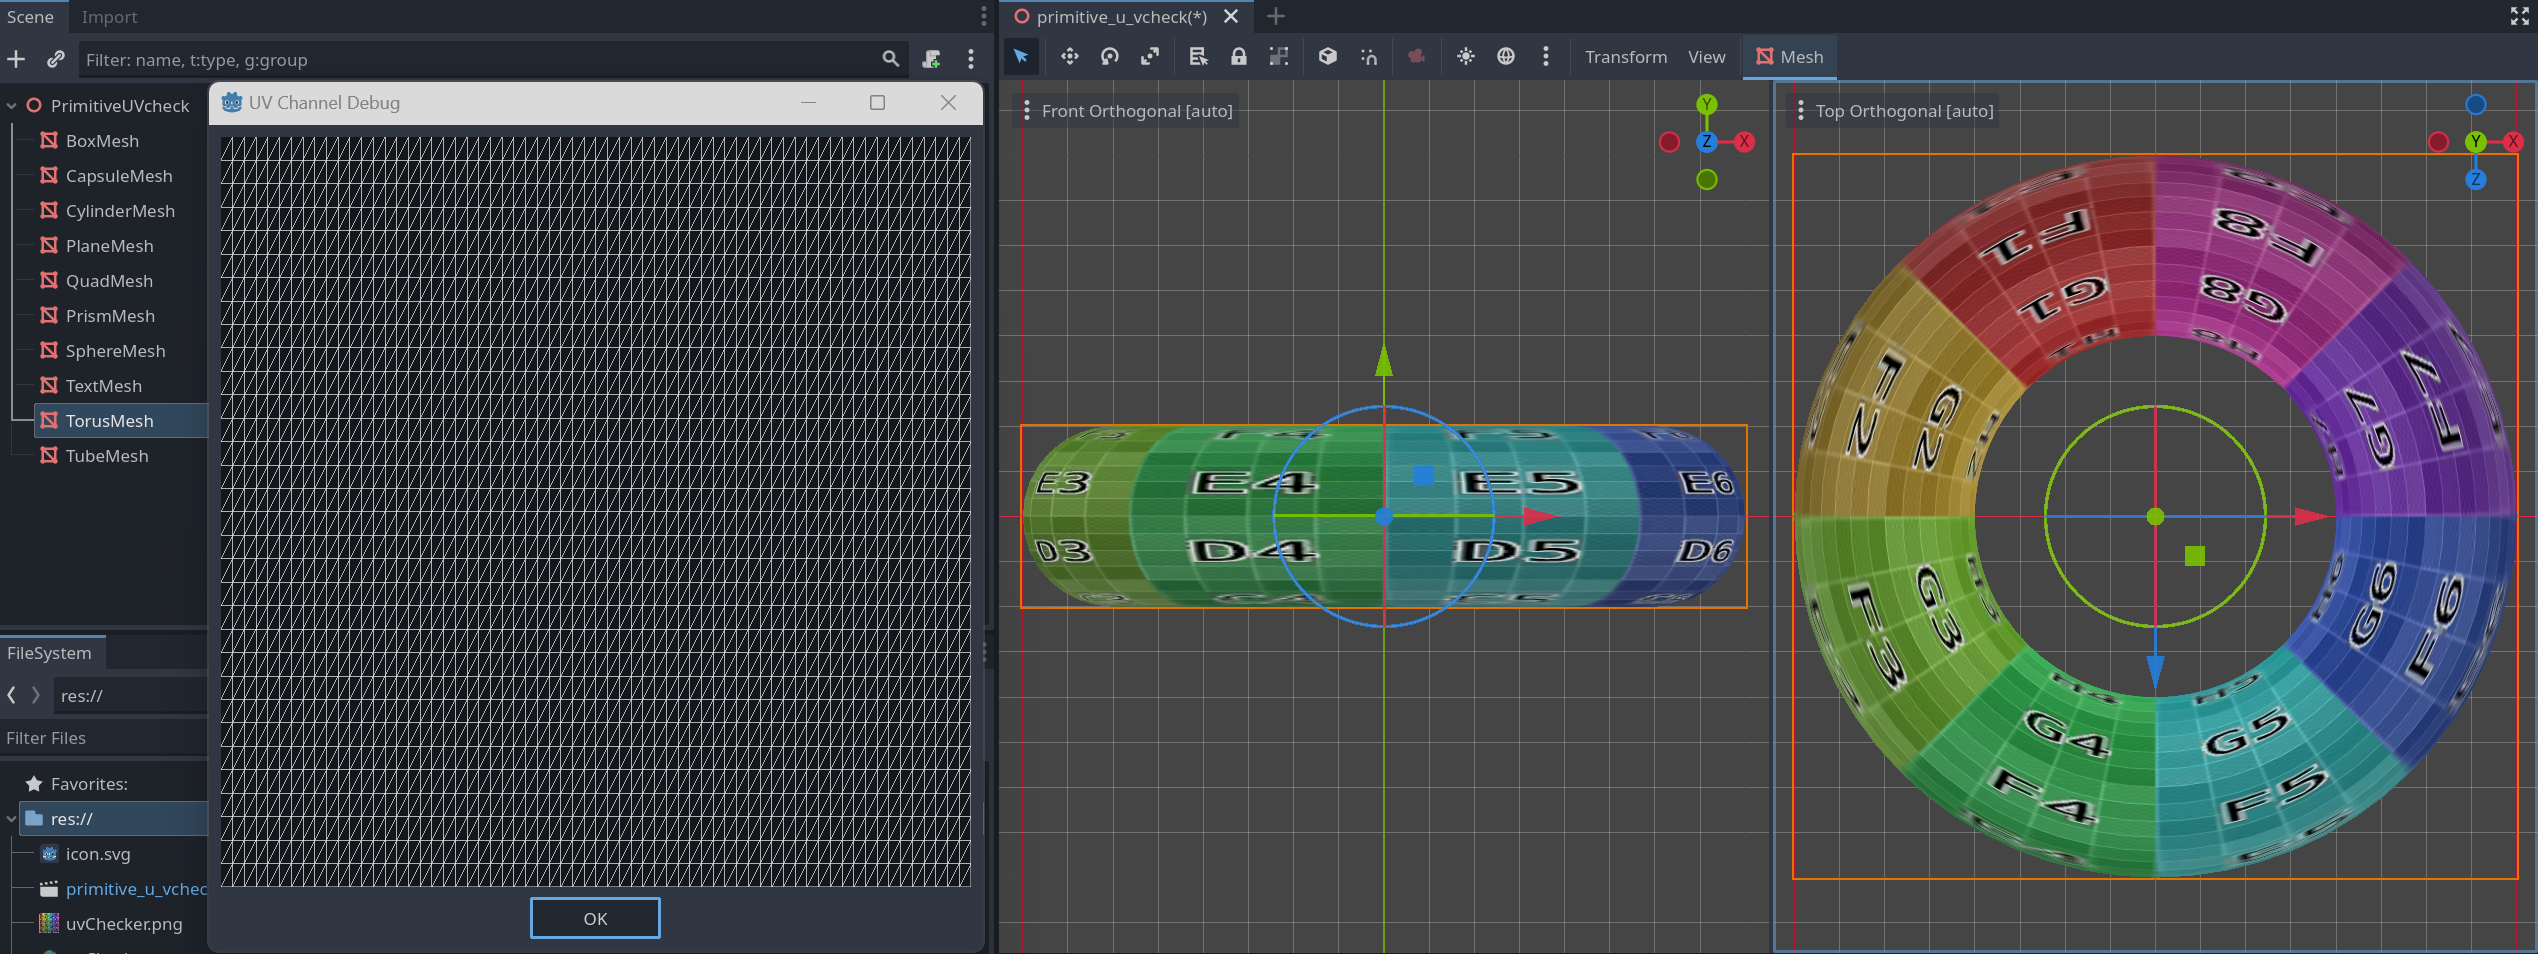 Scene
Import
Filter: name, t:type, g:group
PrimitiveUVcheck
BoxMesh
CapsuleMesh
CylinderMesh
PlaneMesh
QuadMesh
PrismMesh
SphereMesh
TextMesh
TorusMesh
TubeMesh
FileSystem
res://
Filter Files
Favorites:
res://
icon.svg
primitive_u_vchec
uvChecker.png
UV Channel Debug
OK
primitive_u_vcheck(*)
Transform
View
Mesh
Front Orthogonal [auto]
Y
Z
X
E3
E4
E5
E6
D3
D4
D5
D6
Top Orthogonal [auto]
Y
X
Z
F1
F8
G1
G8
F2
G2
F7
G7
F3
G3
F6
G6
G4
G5
F4
F5